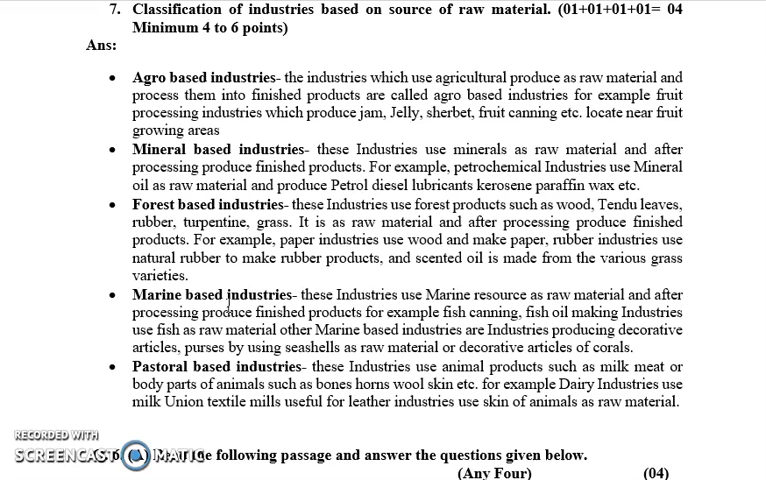 7. Classification of industries based on source of raw material. (01+01+01+01= 04
Minimum 4 to 6 points)
Ans:
• Agro based industries- the industries which use agricultural produce as raw material and
process them into finished products are called agro based industries for example fruit
processing industries which produce jam, Jelly, sherbet, fruit canning etc. locate near fruit
growing areas
• Mineral based industries- these Industries use minerals as raw material and after
processing produce finished products. For example, petrochemical Industries use Mineral
oil as raw material and produce Petrol diesel lubricants kerosene paraffin wax etc.
• Forest based industries- these Industries use forest products such as wood, Tendu leaves,
rubber, turpentine, grass. It is as raw material and after processing produce finished
products. For example, paper industries use wood and make paper, rubber industries use
natural rubber to make rubber products, and scented oil is made from the various grass
varieties.
• Marine based industries- these Industries use Marine resource as raw material and after
processing produce finished products for example fish canning, fish oil making Industries
use fish as raw material other Marine based industries are Industries producing decorative
articles, purses by using seashells as raw material or decorative articles of corals.
• Pastoral based industries- these Industries use animal products such as milk meat or
body parts of animals such as bones horns wool skin etc. for example Dairy Industries use
milk Union textile mills useful for leather industries use skin of animals as raw material.
RECORDED WITH
SCREENCAST MATIC
6. (A) the following passage and answer the questions given below.
(Any Four) (04)